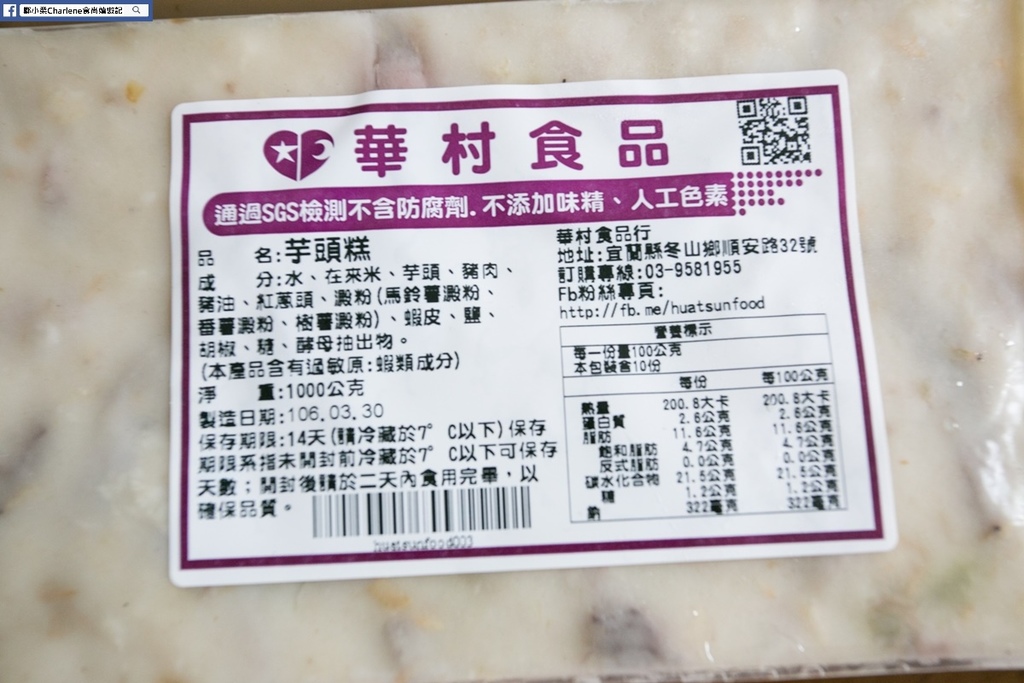 鄭小柔Charlene食尚嬉遊記
華村食品
通過SGS檢測不含防腐劑.不添加味精、人工色素
品 名:芋頭糕
成 分:水、在來米、芋頭、豬肉、
豬油、紅蔥頭、澱粉(馬鈴薯澱粉、
番薯澱粉、樹薯澱粉)、蝦皮、鹽、
胡椒、糖、酵母抽出物。
(本產品含有過敏原:蝦類成分)
淨 重:1000公克
製造日期:106.03.30
保存期限:14天(請冷藏於7° C以下)保存
期限系指未開封前冷藏於7° C以下可保存
天數;開封後請於二天內食用完畢,以
確保品質。
huatsunfood003
華村食品行
地址:宜蘭縣冬山鄉順安路32號
訂購專線:03-9581955
Fb粉絲專頁:
http://fb.me/huatsunfood
營養標示
每一份量100公克
本包裝含10份
每份 每100公克
熱量 200.8大卡 200.8大卡
蛋白質 2.6公克 2.6公克
脂肪 11.6公克 11.6公克
飽和脂肪 4.7公克 4.7公克
反式脂肪 0.0公克 0.0公克
碳水化合物 21.5公克 21.5公克
糖 1.2公克 1.2公克
鈉 322毫克 322毫克